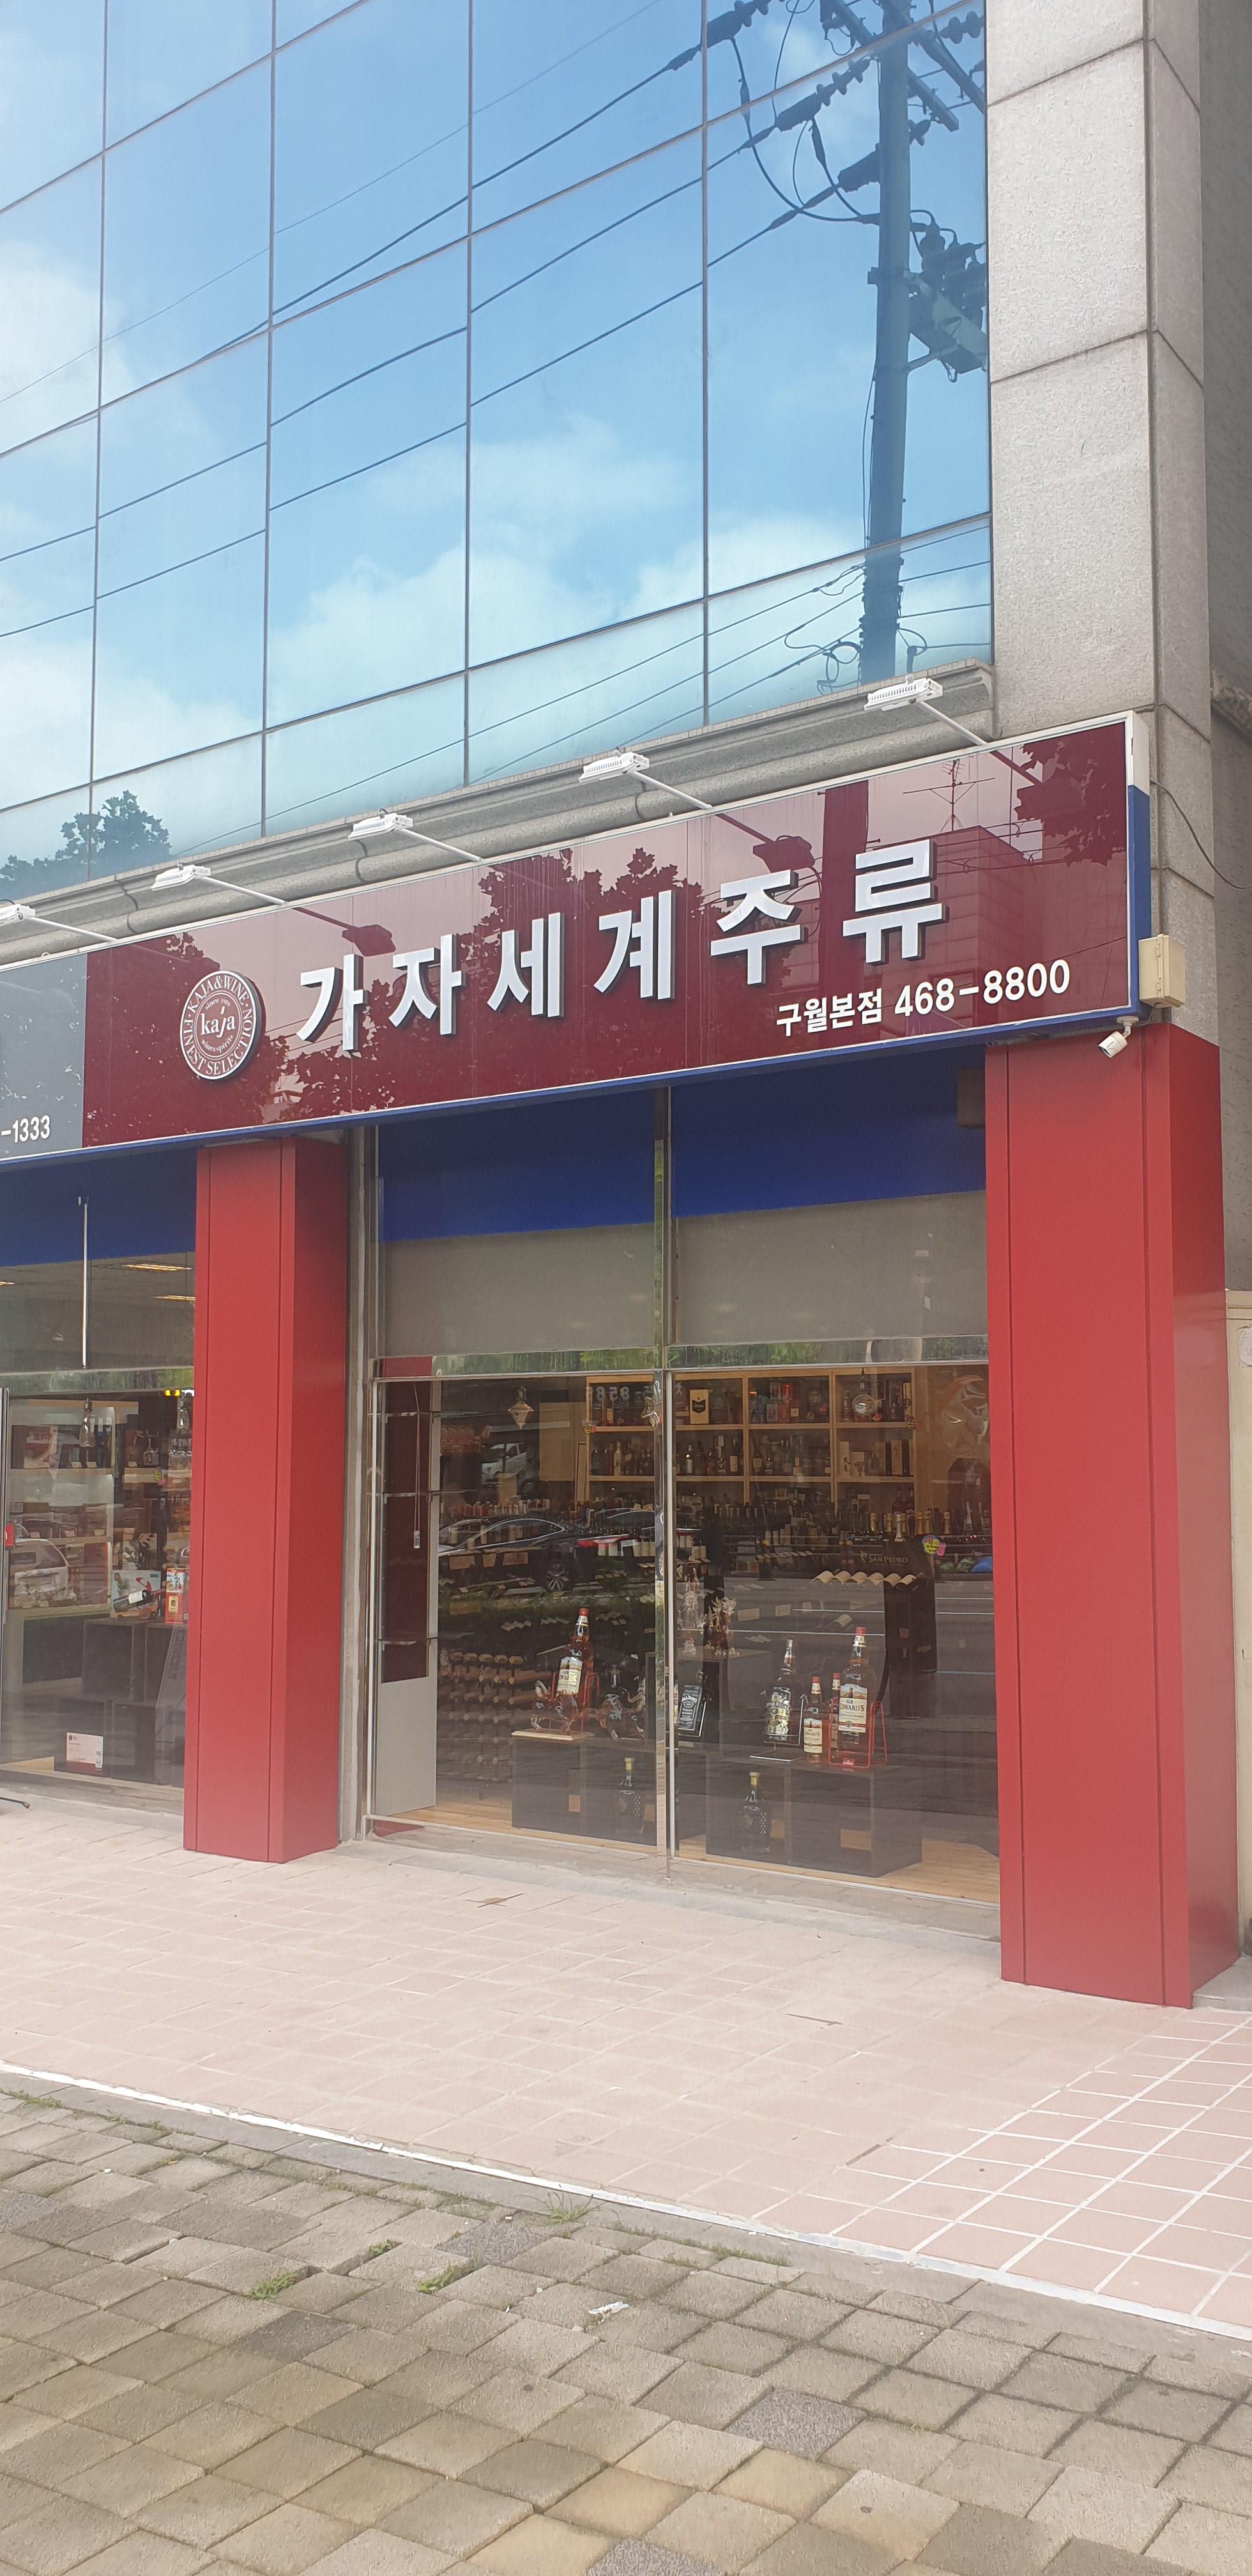 가자세계주류
구월본점 468-8800
KAJA&WINE
kaja
FINEST SELECTION
-1333
SAN PEDRO